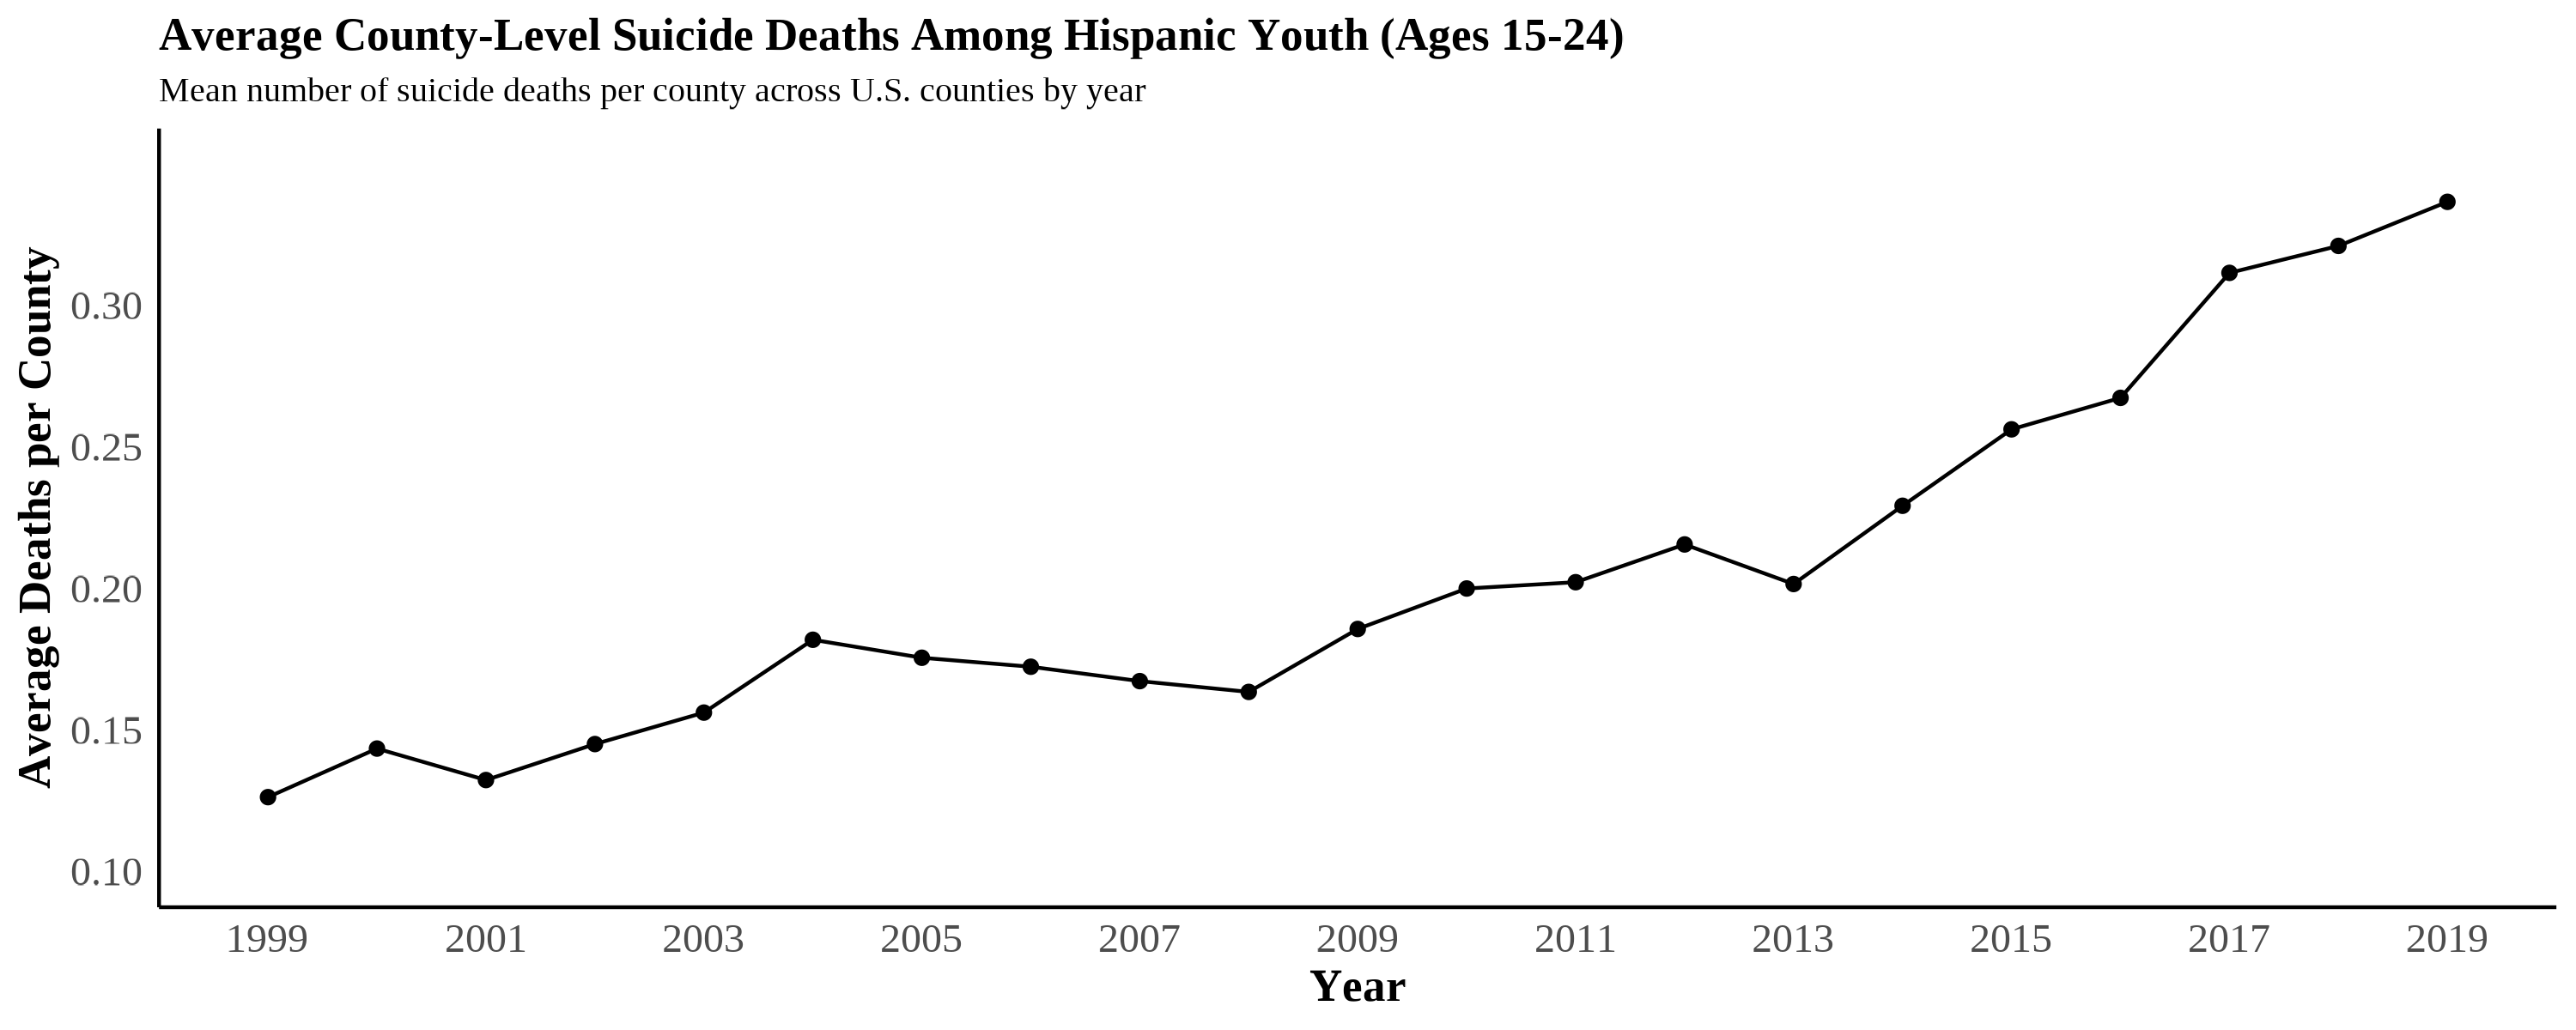 Average County-Level Suicide Deaths Among Hispanic Youth (Ages 15-24)
Mean number of suicide deaths per county across U.S. counties by year
Average Deaths per County
0.30
0.25
0.20
0.15
0.10
1999 2001 2003 2005 2007 2009 2011 2013 2015 2017 2019
Year